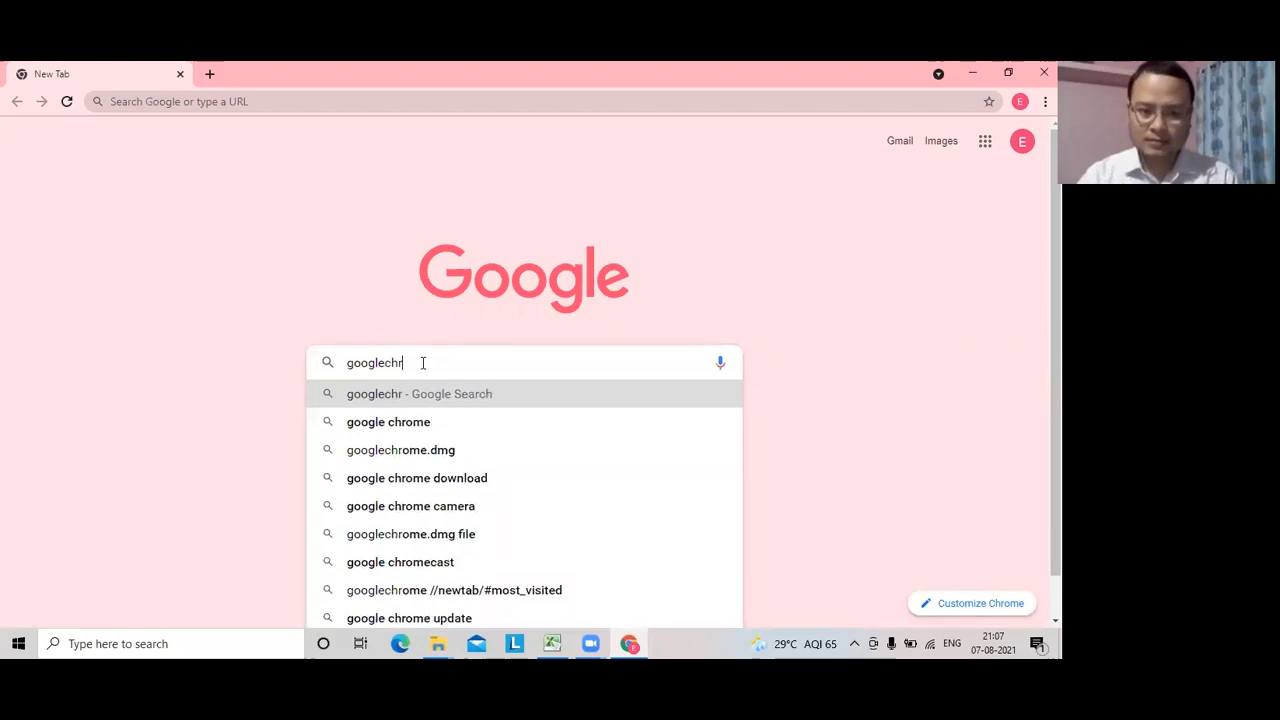 New Tab
Search Google or type a URL
E
Gmail
Images
E
Google
googlechr
googlechr - Google Search
google chrome
googlechrome.dmg
google chrome download
google chrome camera
googlechrome.dmg file
google chromecast
googlechrome //newtab/#most_visited
google chrome update
Customize Chrome
Type here to search
L
E
29°C AQI 65
ENG
21:07
07-08-2021
1